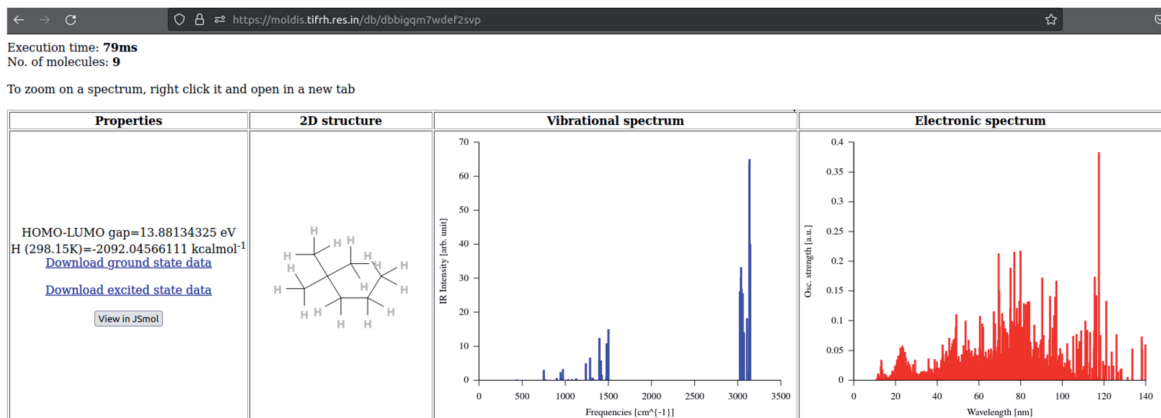 https://moldis.tifrh.res.in/db/dbbigqm7wdef2svp
Execution time: 79ms
No. of molecules: 9
To zoom on a spectrum, right click it and open in a new tab
Properties
2D structure
Vibrational spectrum
Electronic spectrum
HOMO-LUMO gap=13.88134325 eV
H (298.15K)=-2092.04566111 kcalmol-1
Download ground state data
Download excited state data
View in JSmol
H
H H
H H H H
H
H H
H H
H H
70
60
50
40
30
20
10
0
IR Intensity [arb. unit]
0 500 1000 1500 2000 2500 3000 3500
Frequencies [cm^{-1}]
0.4
0.35
0.3
0.25
0.2
0.15
0.1
0.05
0
Osc. strength [a.u.]
0 20 40 60 80 100 120 140
Wavelength [nm]